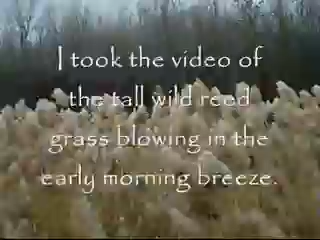 I took the video of
the tall wild reed
grass blowing in the
early morning breeze.